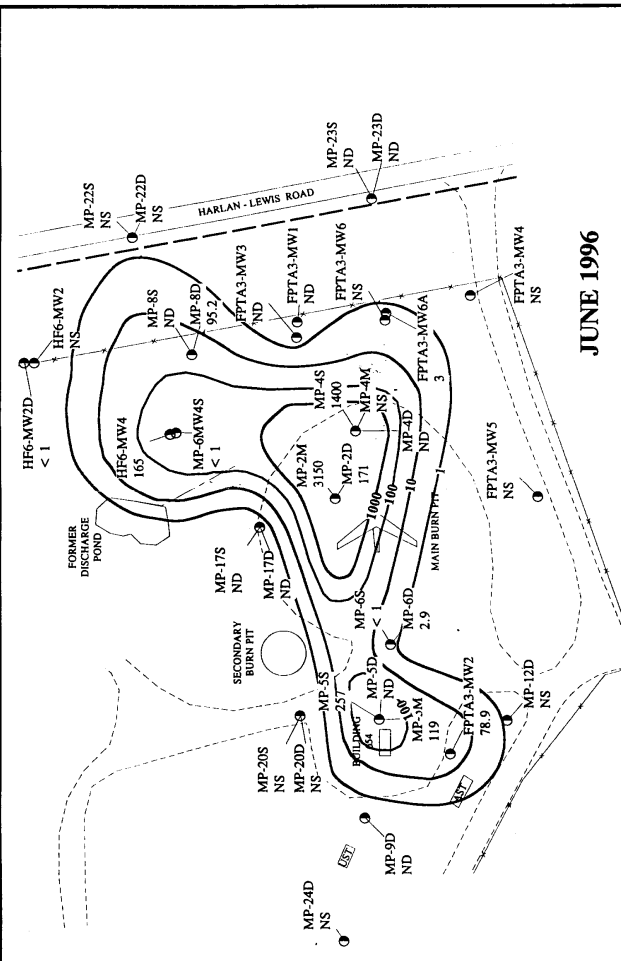 HF6-MW2D
< 1
HF6-MW2
NS
MP-22S
NS
MP-22D
NS
FORMER
DISCHARGE
POND
HF6-MW4
165
MP-6MW4S
< 1
MP-8S
ND
MP-8D
95.2
HARLAN - LEWIS ROAD
FPTA3-MW3
ND
FPTA3-MW1
ND
FPTA3-MW6
NS
MP-23S
ND
MP-23D
ND
MP-17S
ND
MP-17D
ND
MP-2M
3150
MP-2D
171
MP-4S
1400
MP-4M
NS
MP-4D
ND
FPTA3-MW6A
3
SECONDARY
BURN PIT
MP-20S
NS
MP-20D
NS
MP-5S
257
MP-5D
ND
BUILDING
MP-6S
< 1
MP-6D
2.9
1000
100
10
1
MAIN BURN PIT
100
119
FPTA3-MW2
78.9
MP-12D
NS
FPTA3-MW5
NS
FPTA3-MW4
NS
MP-24D
NS
UST
MP-9D
ND
JUNE 1996